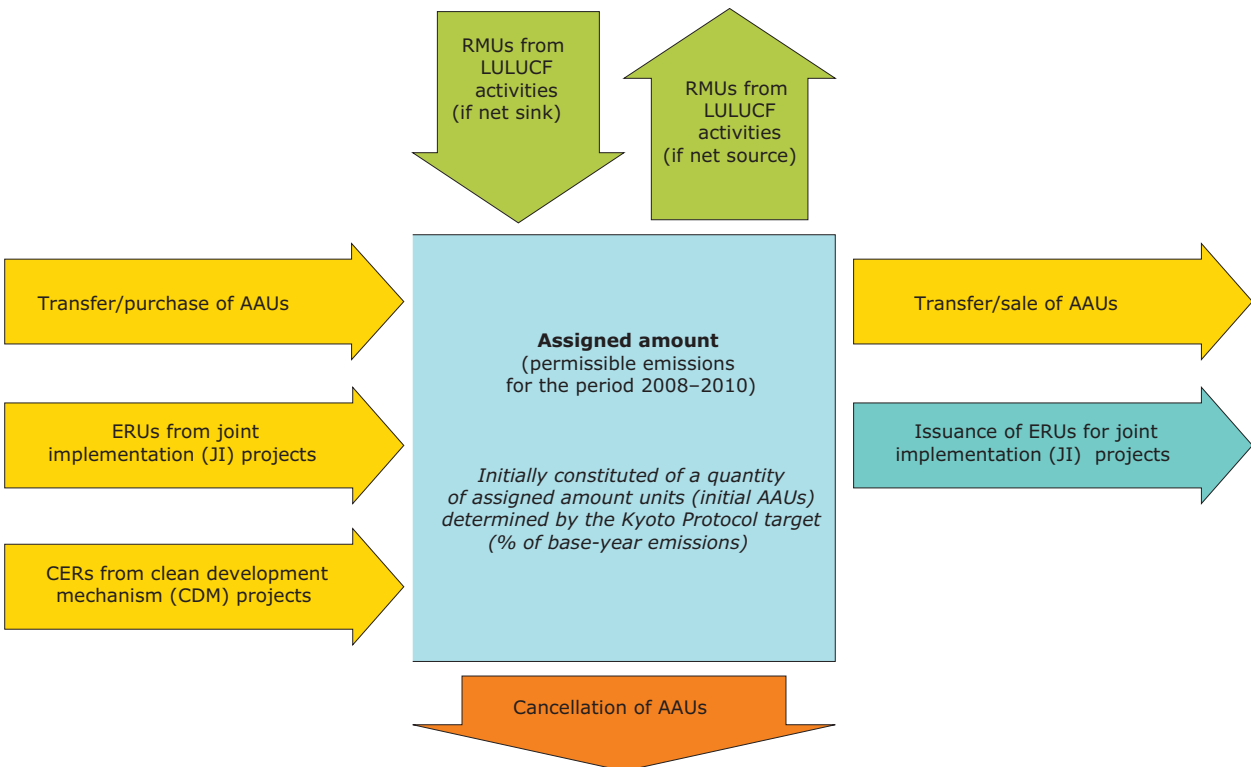 RMUs from
LULUCF
activities
(if net sink)
RMUs from
LULUCF
activities
(if net source)
Transfer/purchase of AAUs
Transfer/sale of AAUs
Assigned amount
(permissible emissions
for the period 2008–2010)
ERUs from joint
implementation (JI) projects
Issuance of ERUs for joint
implementation (JI) projects
Initially constituted of a quantity
of assigned amount units (initial AAUs)
determined by the Kyoto Protocol target
(% of base-year emissions)
CERs from clean development
mechanism (CDM) projects
Cancellation of AAUs